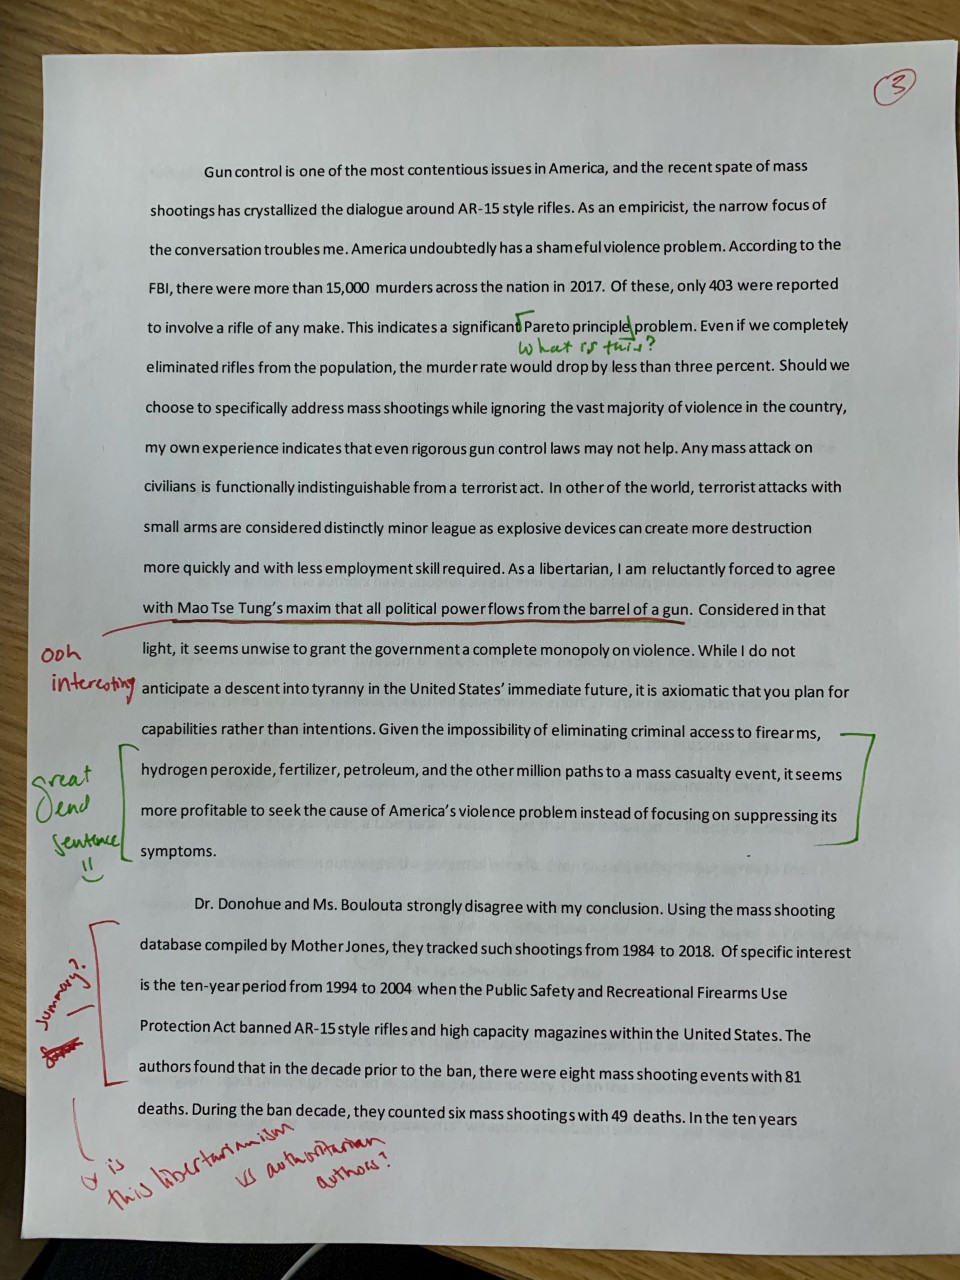 3
Gun control is one of the most contentious issues in America, and the recent spate of mass
shootings has crystallized the dialogue around AR-15 style rifles. As an empiricist, the narrow focus of
the conversation troubles me. America undoubtedly has a shameful violence problem. According to the
FBI, there were more than 15,000 murders across the nation in 2017. Of these, only 403 were reported
to involve a rifle of any make. This indicates a significant Pareto principle problem. Even if we completely
What is this?
eliminated rifles from the population, the murder rate would drop by less than three percent. Should we
choose to specifically address mass shootings while ignoring the vast majority of violence in the country,
my own experience indicates that even rigorous gun control laws may not help. Any mass attack on
civilians is functionally indistinguishable from a terrorist act. In other of the world, terrorist attacks with
small arms are considered distinctly minor league as explosive devices can create more destruction
more quickly and with less employment skill required. As a libertarian, I am reluctantly forced to agree
with Mao Tse Tung's maxim that all political power flows from the barrel of a gun. Considered in that
light, it seems unwise to grant the government a complete monopoly on violence. While I do not
ooh
interesting
anticipate a descent into tyranny in the United States' immediate future, it is axiomatic that you plan for
capabilities rather than intentions. Given the impossibility of eliminating criminal access to firearms,
hydrogen peroxide, fertilizer, petroleum, and the other million paths to a mass casualty event, it seems
more profitable to seek the cause of America's violence problem instead of focusing on suppressing its
symptoms.
great
end
sentence
Dr. Donohue and Ms. Boulouta strongly disagree with my conclusion. Using the mass shooting
database compiled by Mother Jones, they tracked such shootings from 1984 to 2018. Of specific interest
is the ten-year period from 1994 to 2004 when the Public Safety and Recreational Firearms Use
Protection Act banned AR-15 style rifles and high capacity magazines within the United States. The
authors found that in the decade prior to the ban, there were eight mass shooting events with 81
deaths. During the ban decade, they counted six mass shootings with 49 deaths. In the ten years
summary?
is
this libertarianism
vs authoritarian
authors?